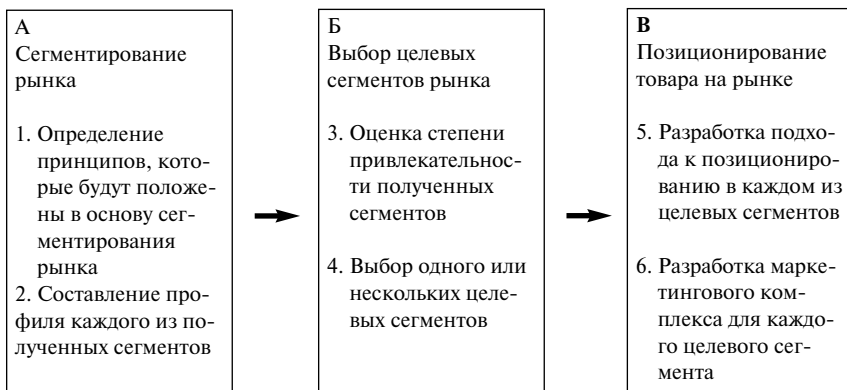 А
Сегментирование
рынка
1. Определение
принципов, кото-
рые будут положе-
ны в основу сег-
ментирования
рынка
2. Составление про-
филя каждого из по-
лученных сегментов
Б
Выбор целевых
сегментов рынка
3. Оценка степени
привлекательнос-
ти полученных
сегментов
4. Выбор одного или
нескольких целе-
вых сегментов
В
Позиционирование
товара на рынке
5. Разработка подхо-
да к позициониро-
ванию в каждом из
целевых сегментов
6. Разработка марке-
тингового ком-
плекса для каждо-
го целевого сег-
мента